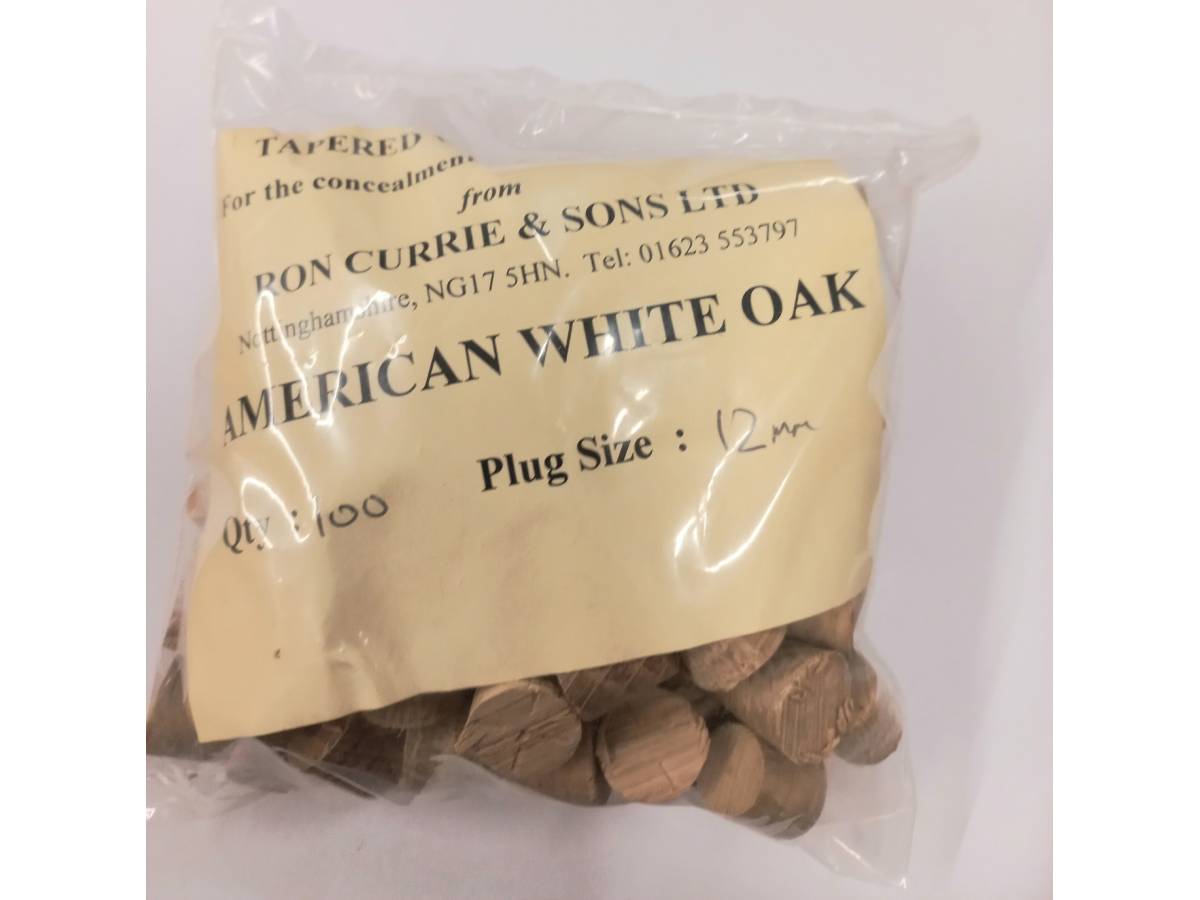 TAPERED
For the concealment
from
RON CURRIE & SONS LTD
Nottinghamshire, NG17 5HN. Tel: 01623 553797
AMERICAN WHITE OAK
Plug Size : 12mm
Qty : 100